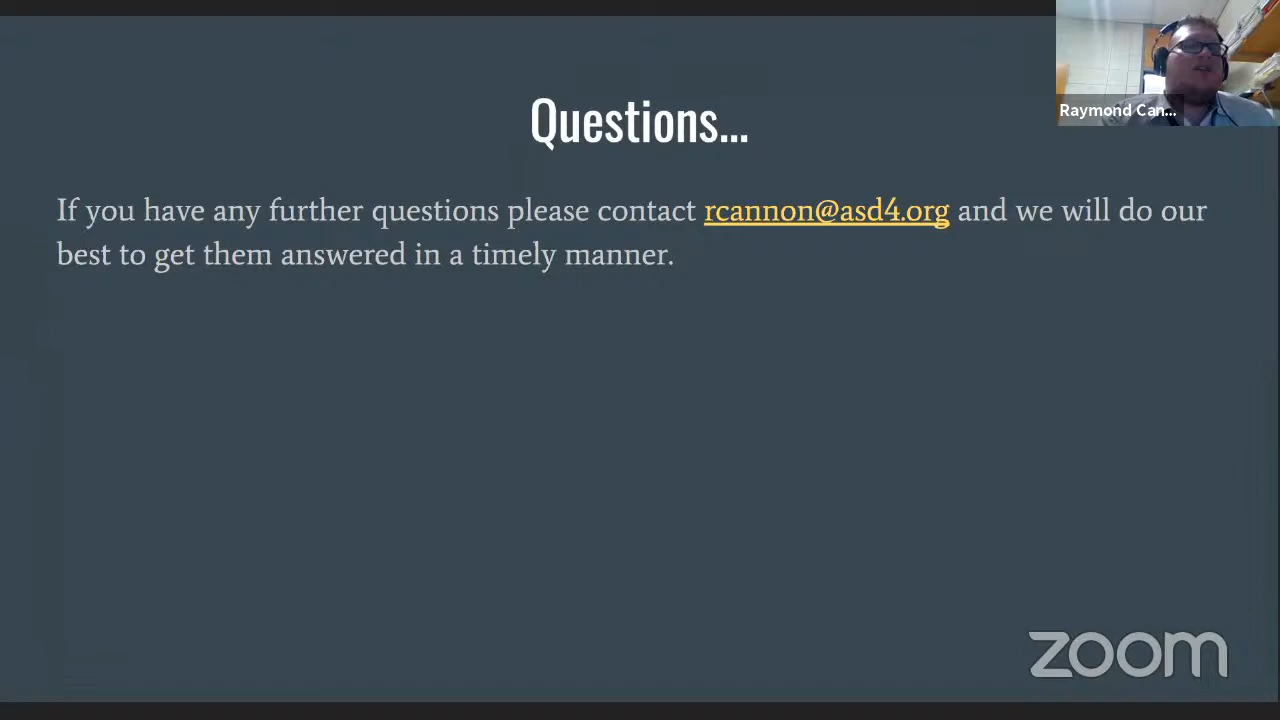 Raymond Can...
Questions...
If you have any further questions please contact rcannon@asd4.org and we will do our
best to get them answered in a timely manner.
zoom